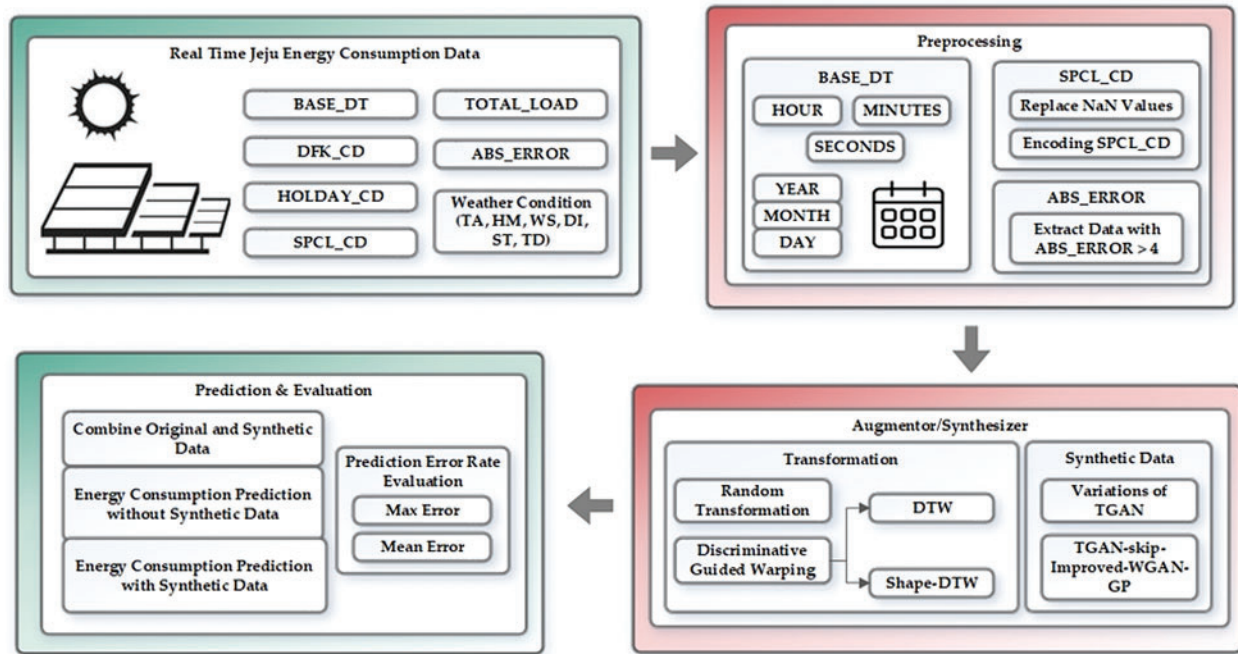 Real Time Jeju Energy Consumption Data
BASE_DT
DFK_CD
HOLDAY_CD
SPCL_CD
TOTAL_LOAD
ABS_ERROR
Weather Condition
(TA, HM, WS, DI,
ST, TD)
Preprocessing
BASE_DT
HOUR
MINUTES
SECONDS
YEAR
MONTH
DAY
SPCL_CD
Replace NaN Values
Encoding SPCL_CD
ABS_ERROR
Extract Data with
ABS_ERROR > 4
Augmentor/Synthesizer
Transformation
Random
Transformation
Discriminative
Guided Warping
DTW
Shape-DTW
Synthetic Data
Variations of
TGAN
TGAN-skip-
Improved-WGAN-
GP
Prediction & Evaluation
Combine Original and Synthetic
Data
Energy Consumption Prediction
without Synthetic Data
Energy Consumption Prediction
with Synthetic Data
Prediction Error Rate
Evaluation
Max Error
Mean Error